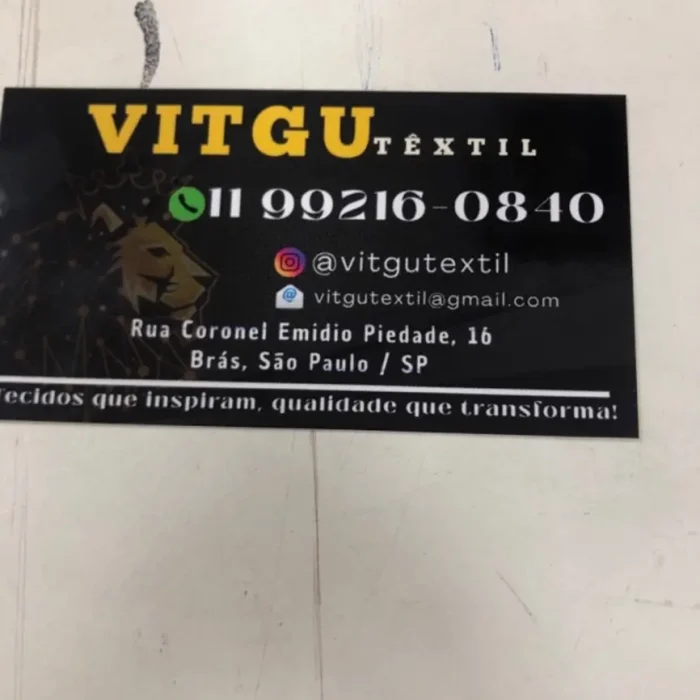 VITGU TÊXTIL
11 99216-0840
@vitgutextil
vitgutextil@gmail.com
Rua Coronel Emidio Piedade, 16
Brás, São Paulo / SP
Tecidos que inspiram, qualidade que transforma!